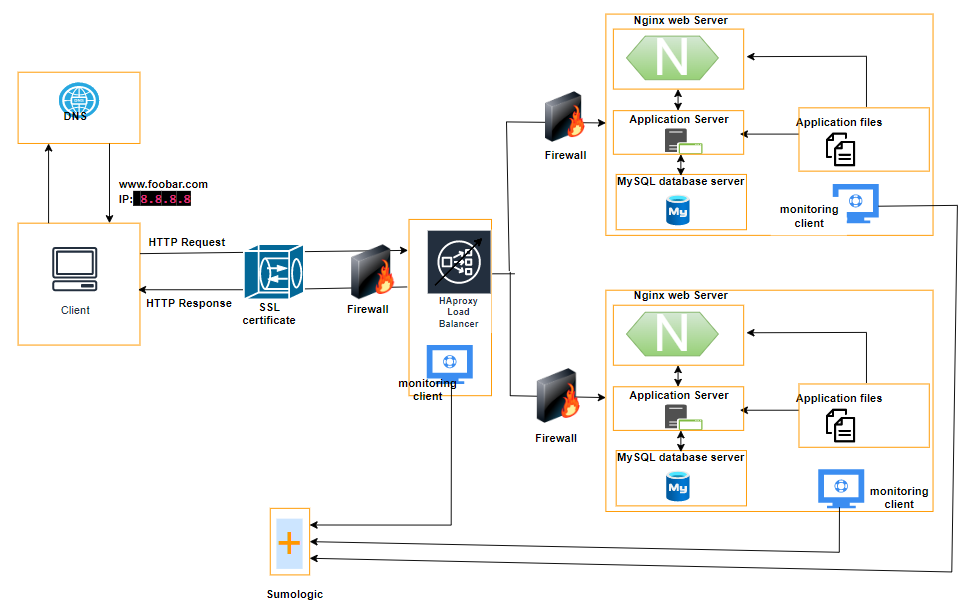 DNS
www.foobar.com
IP: 8.8.8.8
Client
HTTP Request
HTTP Response
SSL
certificate
Firewall
HAproxy
Load
Balancer
monitoring
client
Firewall
Firewall
Nginx web Server
N
Application Server
MySQL database server
My
Application files
monitoring
client
Nginx web Server
N
Application Server
MySQL database server
My
Application files
monitoring
client
Sumologic